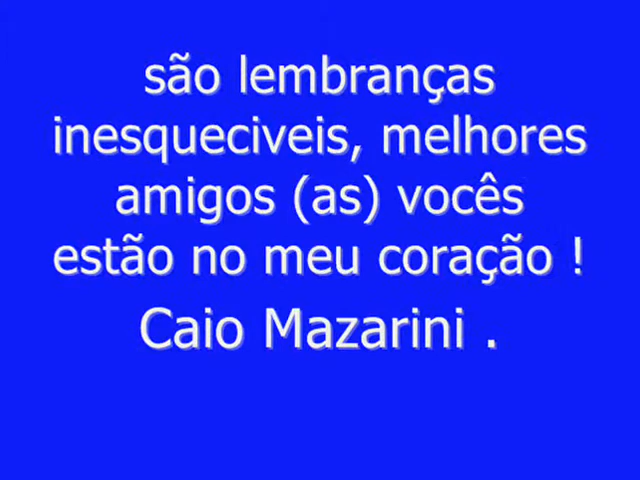 são lembranças
inesqueciveis, melhores
amigos (as) vocês
estão no meu coração !
Caio Mazarini .